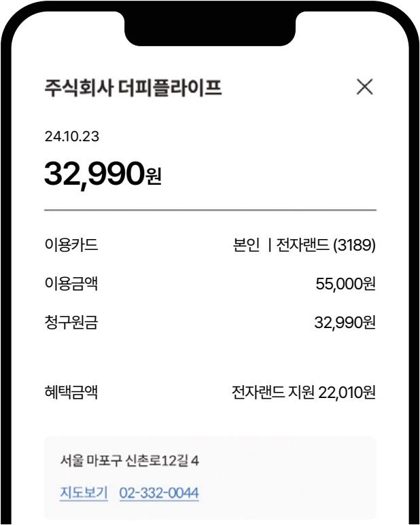 주식회사 더피플라이프
24.10.23
32,990원
이용카드 본인 | 전자랜드 (3189)
이용금액 55,000원
청구원금 32,990원
혜택금액 전자랜드 지원 22,010원
서울 마포구 신촌로12길 4
지도보기 02-332-0044